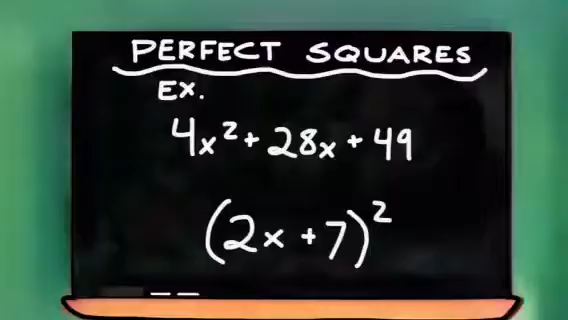 PERFECT SQUARES
EX.
4x² + 28x + 49
(2x + 7)²